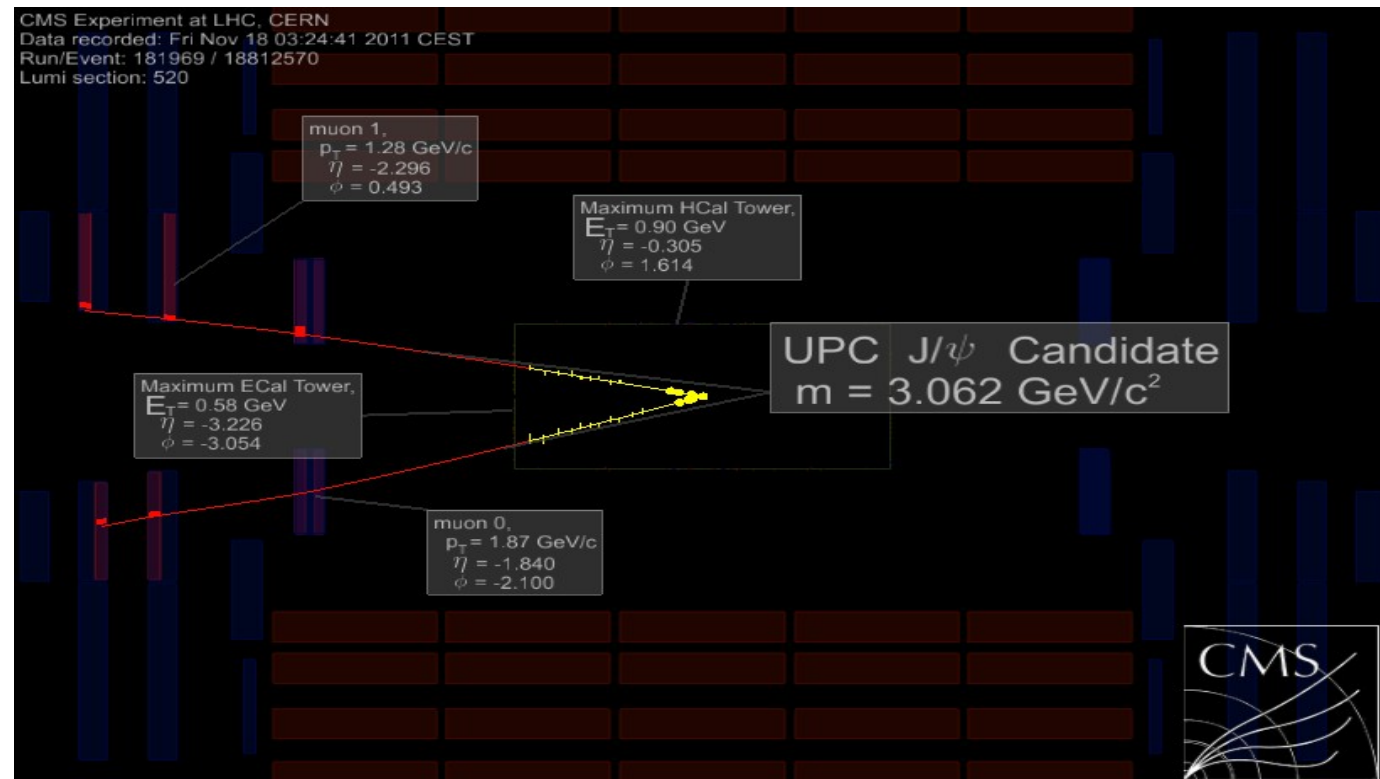 CMS Experiment at LHC, CERN
Data recorded: Fri Nov 18 03:24:41 2011 CEST
Run/Event: 181969 / 18812570
Lumi section: 520
muon 1,
pT = 1.28 GeV/c
η = -2.296
ϕ = 0.493
Maximum HCal Tower,
ET = 0.90 GeV
η = -0.305
ϕ = 1.614
UPC J/ψ Candidate
m = 3.062 GeV/c²
Maximum ECal Tower,
ET = 0.58 GeV
η = -3.226
ϕ = -3.054
muon 0,
pT = 1.87 GeV/c
η = -1.840
ϕ = -2.100
CMS